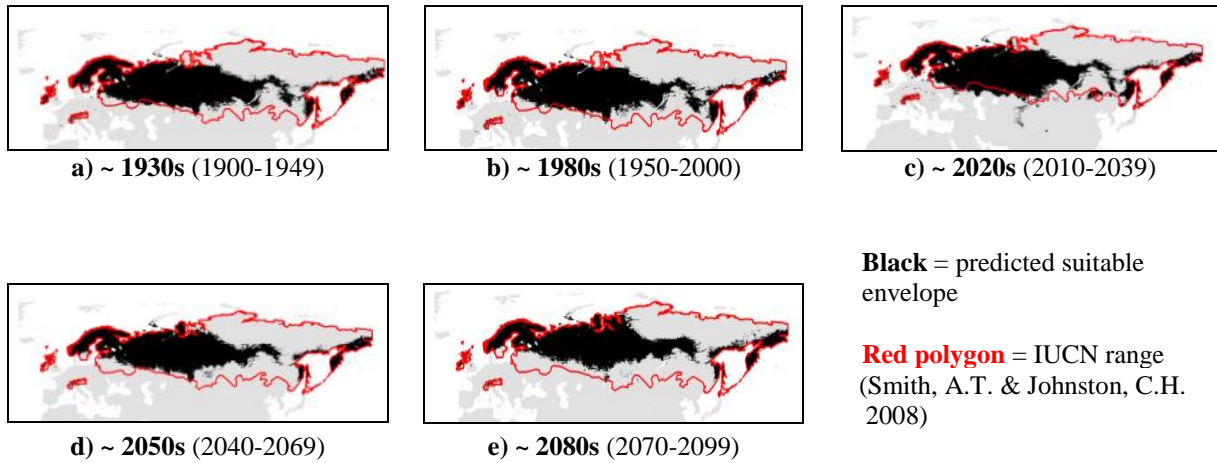 a) ~ 1930s (1900-1949)
b) ~ 1980s (1950-2000)
c) ~ 2020s (2010-2039)
Black = predicted suitable
envelope
Red polygon = IUCN range
(Smith, A.T. & Johnston, C.H.
2008)
d) ~ 2050s (2040-2069)
e) ~ 2080s (2070-2099)